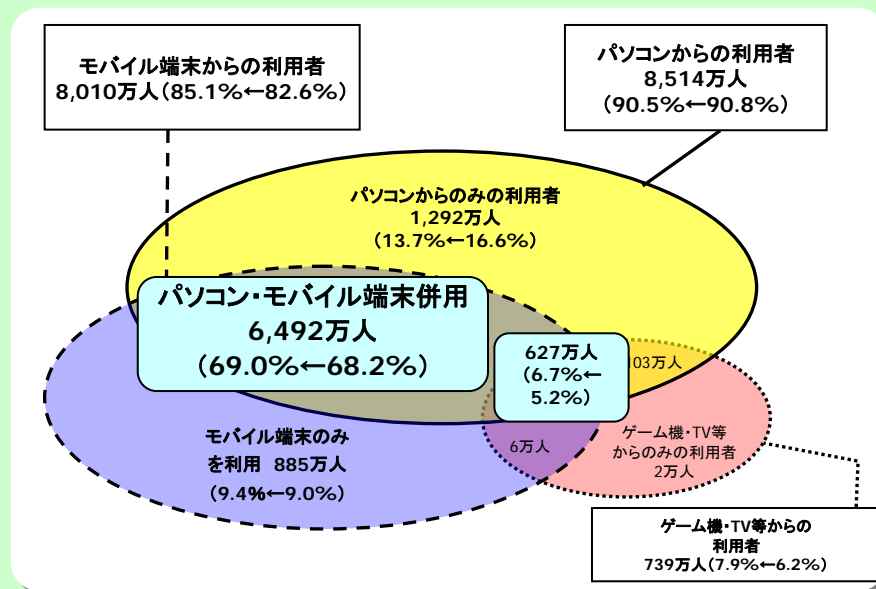 モバイル端末からの利用者
8,010万人(85.1%←82.6%)
パソコンからの利用者
8,514万人
(90.5%←90.8%)
パソコンからのみの利用者
1,292万人
(13.7%←16.6%)
パソコン・モバイル端末併用
6,492万人
(69.0%←68.2%)
627万人
(6.7%←
5.2%)
103万人
モバイル端末のみ
を利用 885万人
(9.4%←9.0%)
6万人
ゲーム機・TV等
からのみの利用者
2万人
ゲーム機・TV等からの
利用者
739万人(7.9%←6.2%)